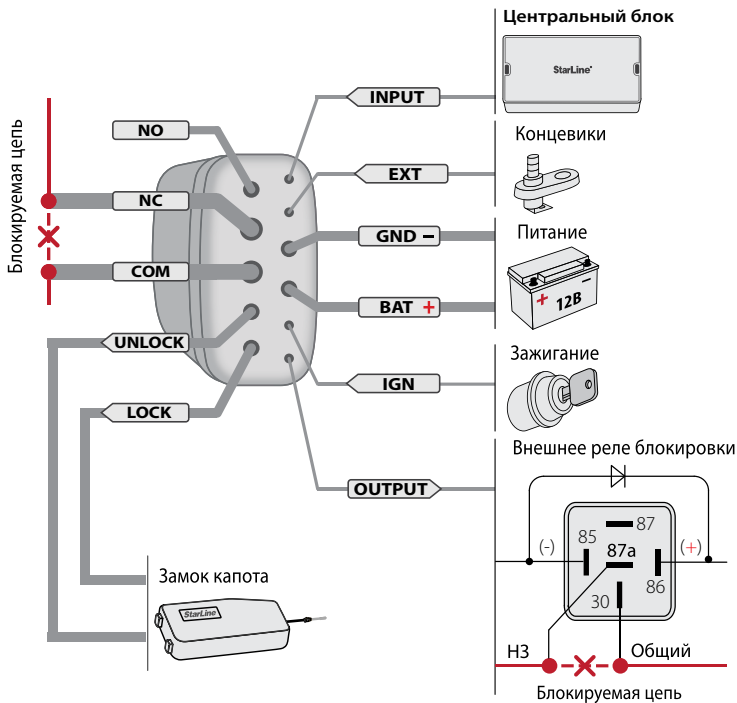 Центральный блок
StarLine
INPUT
NO
EXT
Концевики
Блокируемая цепь
NC
GND –
Питание
COM
BAT +
+ 12В –
UNLOCK
IGN
Зажигание
LOCK
Внешнее реле блокировки
OUTPUT
87
85
(-)
87a
(+)
86
30
Замок капота
StarLine
НЗ
Общий
Блокируемая цепь